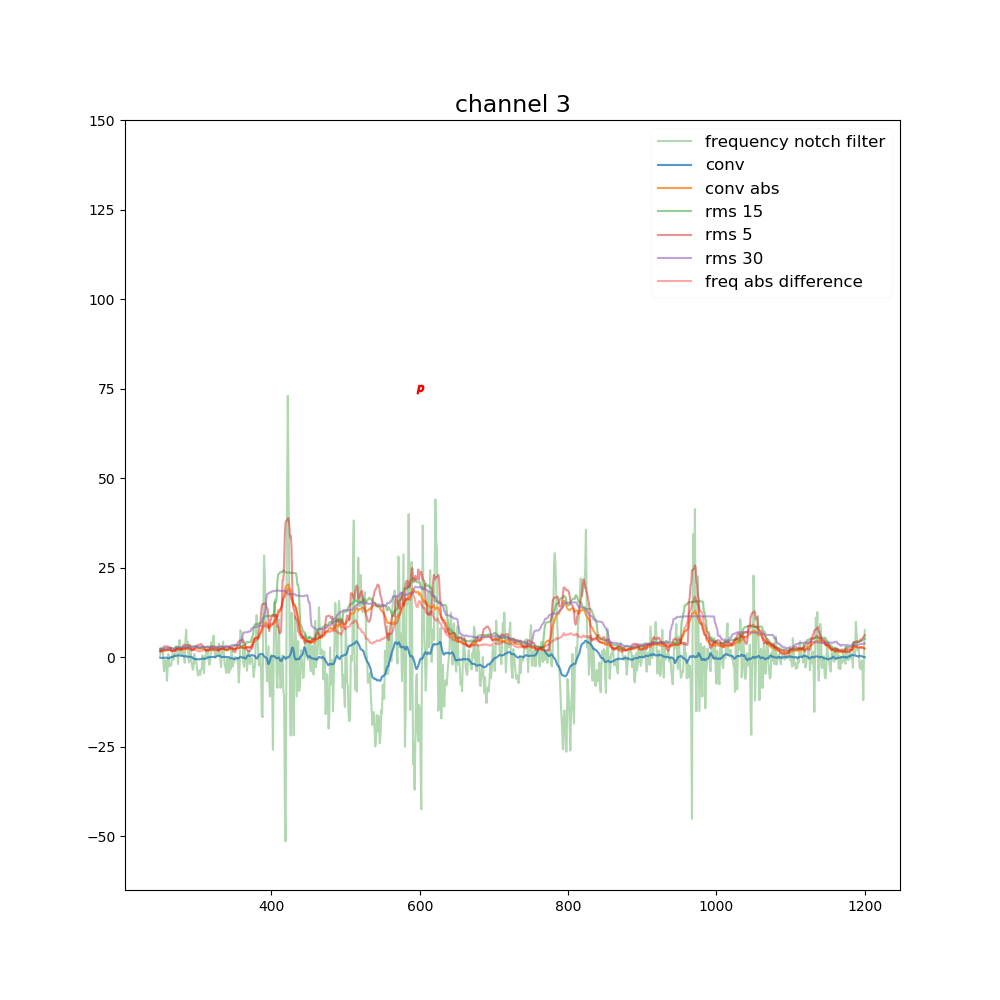 channel 3
150
125
100
75
50
25
0
−25
−50
frequency notch filter
conv
conv abs
rms 15
rms 5
rms 30
freq abs difference
p
400 600 800 1000 1200